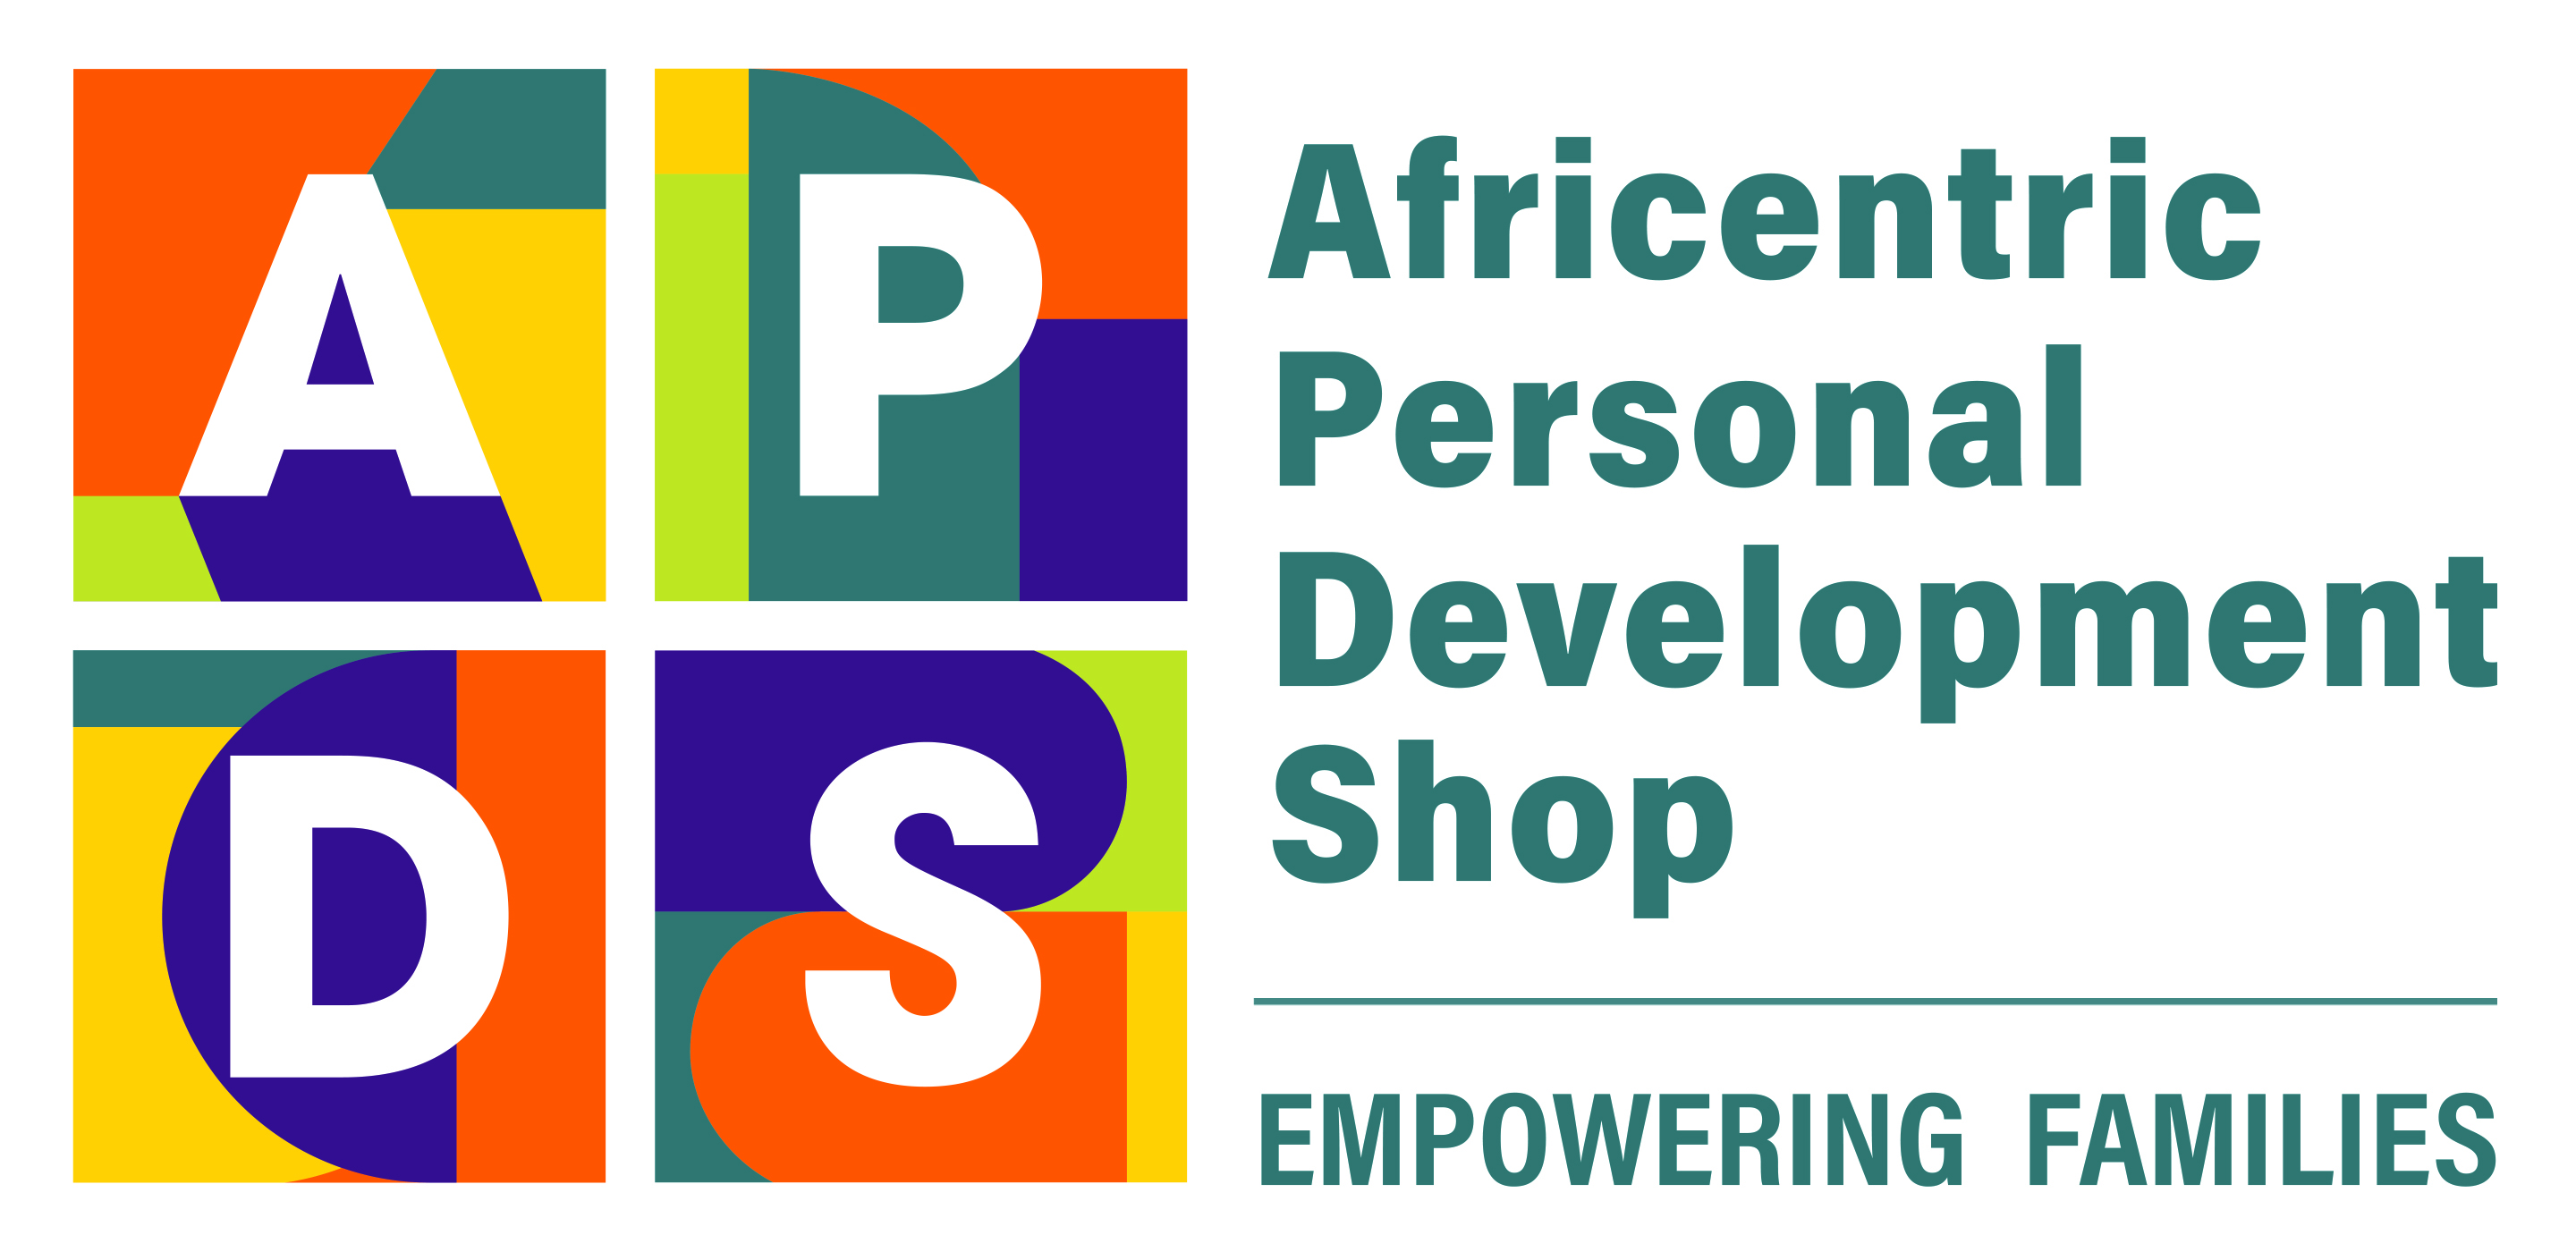 A P
D S
Africentric
Personal
Development
Shop
EMPOWERING FAMILIES